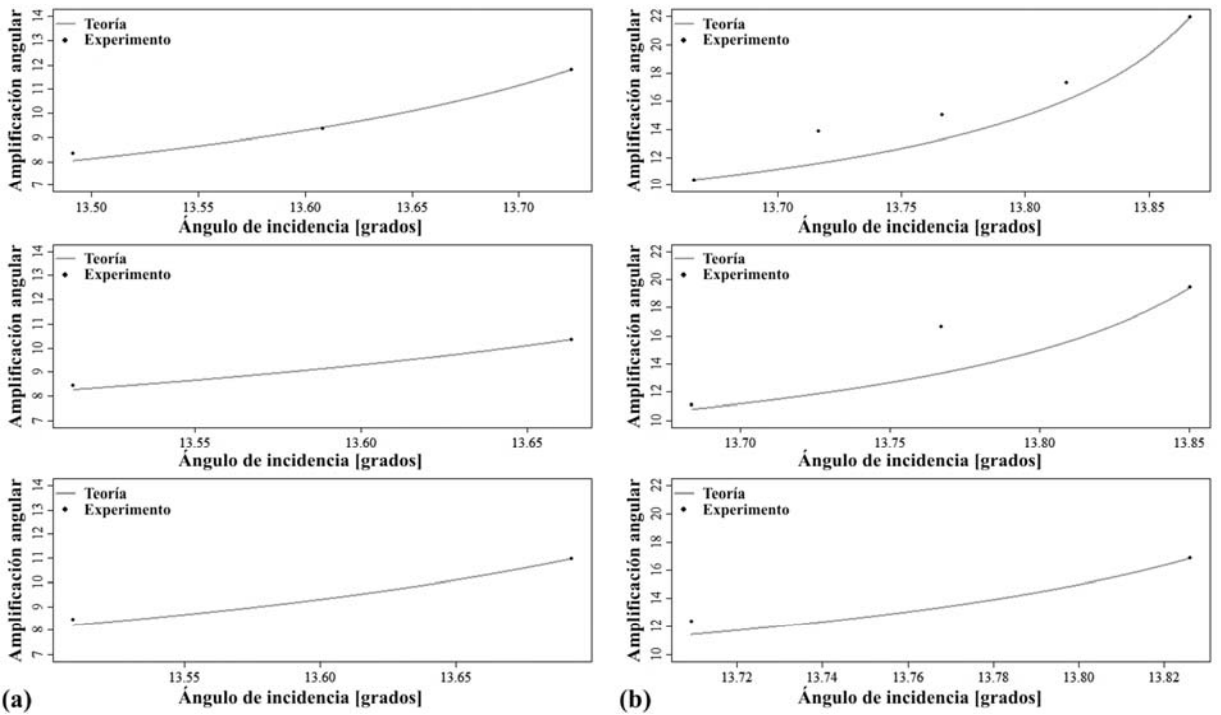 Amplificación angular
7 8 9 10 11 12 13 14
Teoría
Experimento
13.50 13.55 13.60 13.65 13.70
Ángulo de incidencia [grados]
Amplificación angular
10 12 14 16 18 20 22
Teoría
Experimento
13.70 13.75 13.80 13.85
Ángulo de incidencia [grados]
Amplificación angular
7 8 9 10 11 12 13 14
Teoría
Experimento
13.55 13.60 13.65
Ángulo de incidencia [grados]
Amplificación angular
10 12 14 16 18 20 22
Teoría
Experimento
13.70 13.75 13.80 13.85
Ángulo de incidencia [grados]
Amplificación angular
7 8 9 10 11 12 13 14
Teoría
Experimento
13.55 13.60 13.65
Ángulo de incidencia [grados]
(a)
Amplificación angular
10 12 14 16 18 20 22
Teoría
Experimento
13.72 13.74 13.76 13.78 13.80 13.82
Ángulo de incidencia [grados]
(b)